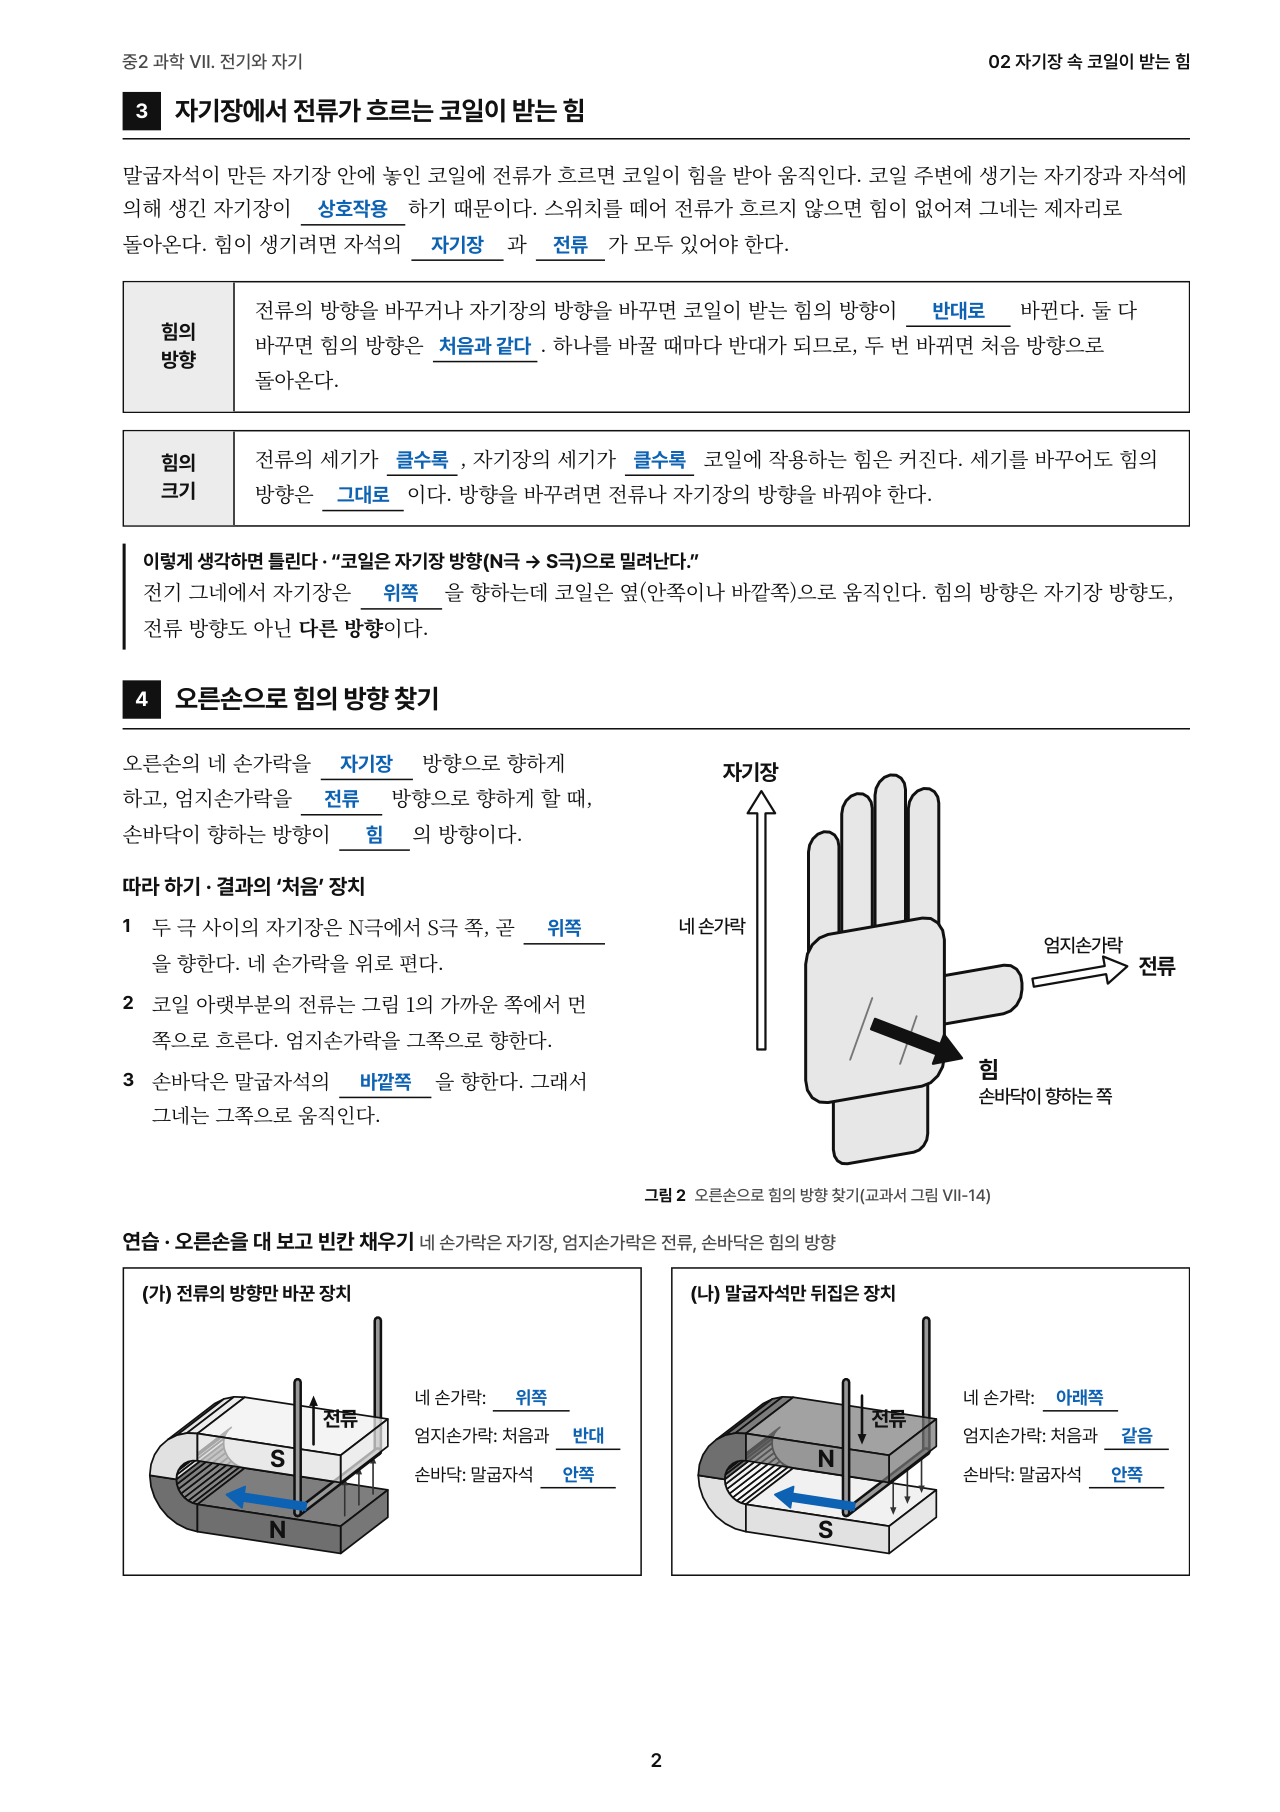 중2 과학 VII. 전기와 자기
02 자기장 속 코일이 받는 힘
3 자기장에서 전류가 흐르는 코일이 받는 힘
말굽자석이 만든 자기장 안에 놓인 코일에 전류가 흐르면 코일이 힘을 받아 움직인다. 코일 주변에 생기는 자기장과 자석에
의해 생긴 자기장이 상호작용 하기 때문이다. 스위치를 떼어 전류가 흐르지 않으면 힘이 없어져 그네는 제자리로
돌아온다. 힘이 생기려면 자석의 자기장 과 전류 가 모두 있어야 한다.
힘의
방향
전류의 방향을 바꾸거나 자기장의 방향을 바꾸면 코일이 받는 힘의 방향이 반대로 바뀐다. 둘 다
바꾸면 힘의 방향은 처음과 같다 . 하나를 바꿀 때마다 반대가 되므로, 두 번 바뀌면 처음 방향으로
돌아온다.
힘의
크기
전류의 세기가 클수록 , 자기장의 세기가 클수록 코일에 작용하는 힘은 커진다. 세기를 바꾸어도 힘의
방향은 그대로 이다. 방향을 바꾸려면 전류나 자기장의 방향을 바꿔야 한다.
이렇게 생각하면 틀린다 · “코일은 자기장 방향(N극 → S극)으로 밀려난다.”
전기 그네에서 자기장은 위쪽 을 향하는데 코일은 옆(안쪽이나 바깥쪽)으로 움직인다. 힘의 방향은 자기장 방향도,
전류 방향도 아닌 다른 방향이다.
4 오른손으로 힘의 방향 찾기
오른손의 네 손가락을 자기장 방향으로 향하게
하고, 엄지손가락을 전류 방향으로 향하게 할 때,
손바닥이 향하는 방향이 힘 의 방향이다.
따라 하기 · 결과의 ‘처음’ 장치
1 두 극 사이의 자기장은 N극에서 S극 쪽, 곧 위쪽
을 향한다. 네 손가락을 위로 편다.
2 코일 아랫부분의 전류는 그림 1의 가까운 쪽에서 먼
쪽으로 흐른다. 엄지손가락을 그쪽으로 향한다.
3 손바닥은 말굽자석의 바깥쪽 을 향한다. 그래서
그네는 그쪽으로 움직인다.
자기장
네 손가락
엄지손가락
전류
힘
손바닥이 향하는 쪽
그림 2 오른손으로 힘의 방향 찾기(교과서 그림 VII-14)
연습 · 오른손을 대 보고 빈칸 채우기 네 손가락은 자기장, 엄지손가락은 전류, 손바닥은 힘의 방향
(가) 전류의 방향만 바꾼 장치
전류
S
N
네 손가락: 위쪽
엄지손가락: 처음과 반대
손바닥: 말굽자석 안쪽
(나) 말굽자석만 뒤집은 장치
전류
N
S
네 손가락: 아래쪽
엄지손가락: 처음과 같음
손바닥: 말굽자석 안쪽
2